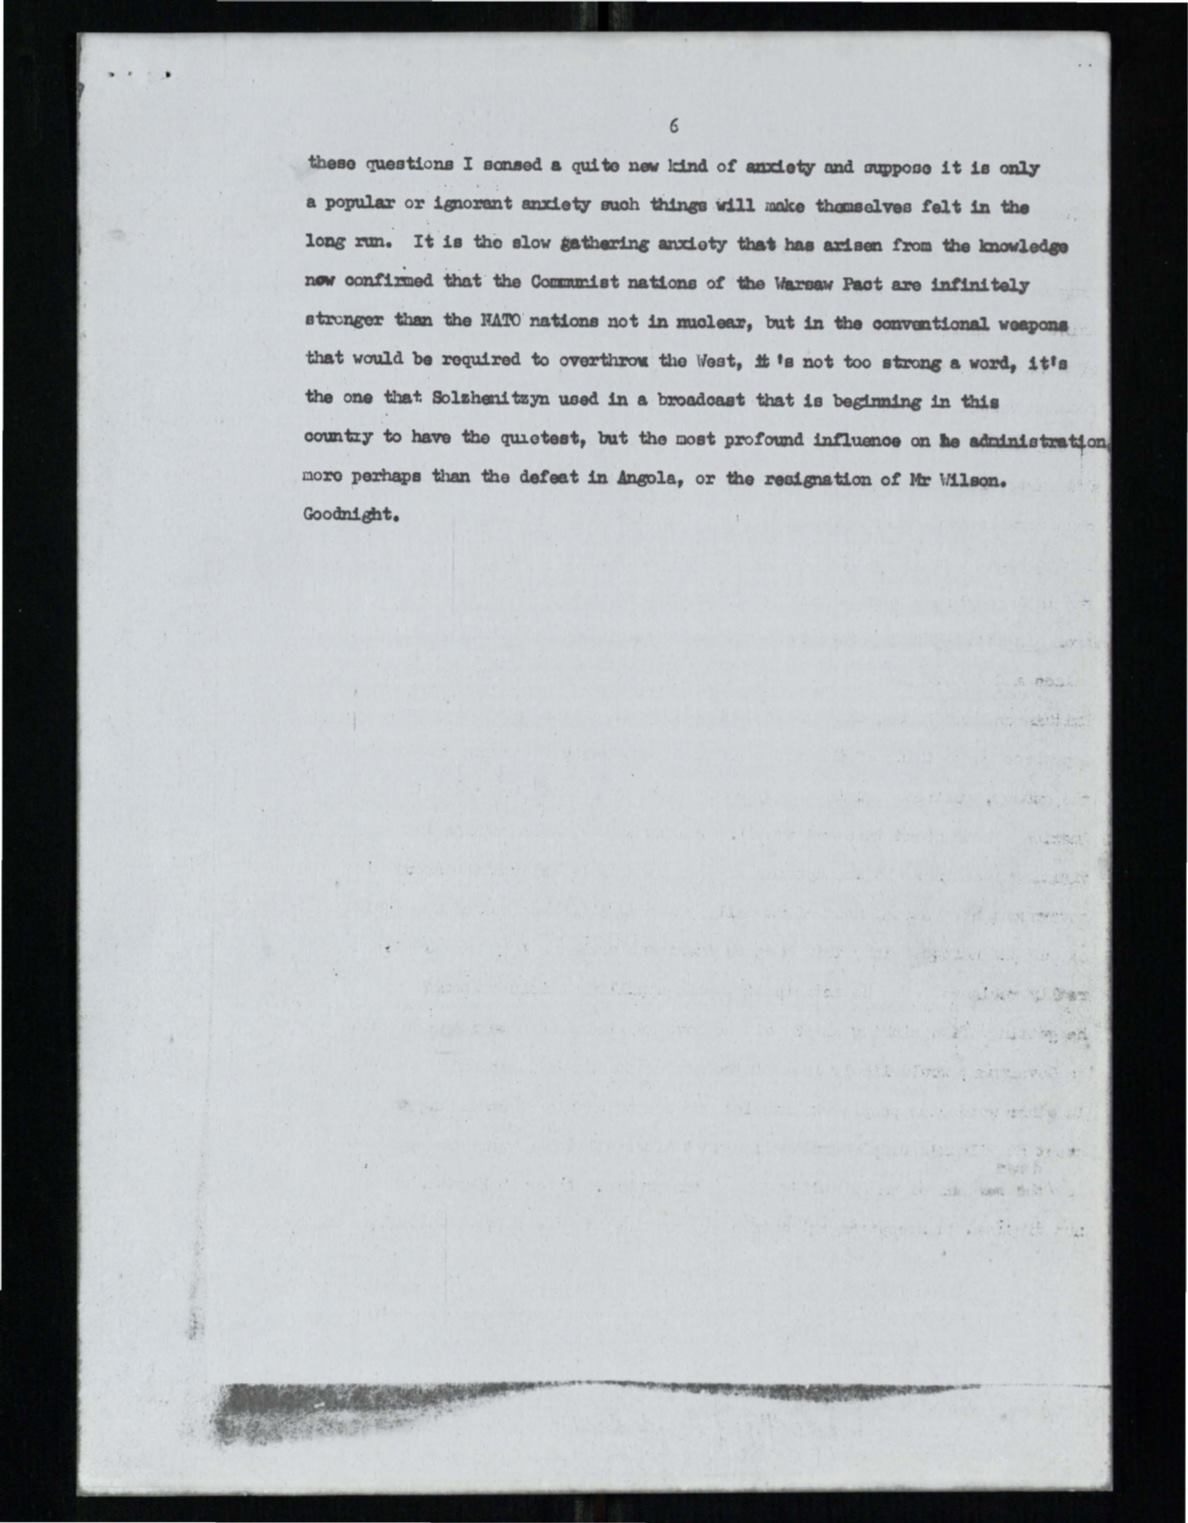 6
these questions I sensed a quite new kind of anxiety and suppose it is only
a popular or ignorant anxiety such things will make themselves felt in the
long run. It is the slow gathering anxiety that has arisen from the knowledge
now confirmed that the Communist nations of the Warsaw Pact are infinitely
stronger than the NATO nations not in nuclear, but in the conventional weapons
that would be required to overthrow the West, it's not too strong a word, it's
the one that Solzhenitzyn used in a broadcast that is beginning in this
country to have the quietest, but the most profound influence on he administration
more perhaps than the defeat in Angola, or the resignation of Mr Wilson.
Goodnight.